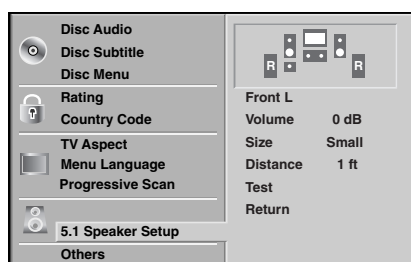 Disc Audio
Disc Subtitle
Disc Menu
Rating
Country Code
TV Aspect
Menu Language
Progressive Scan
5.1 Speaker Setup
Others
R R
Front L
Volume 0 dB
Size Small
Distance 1 ft
Test
Return